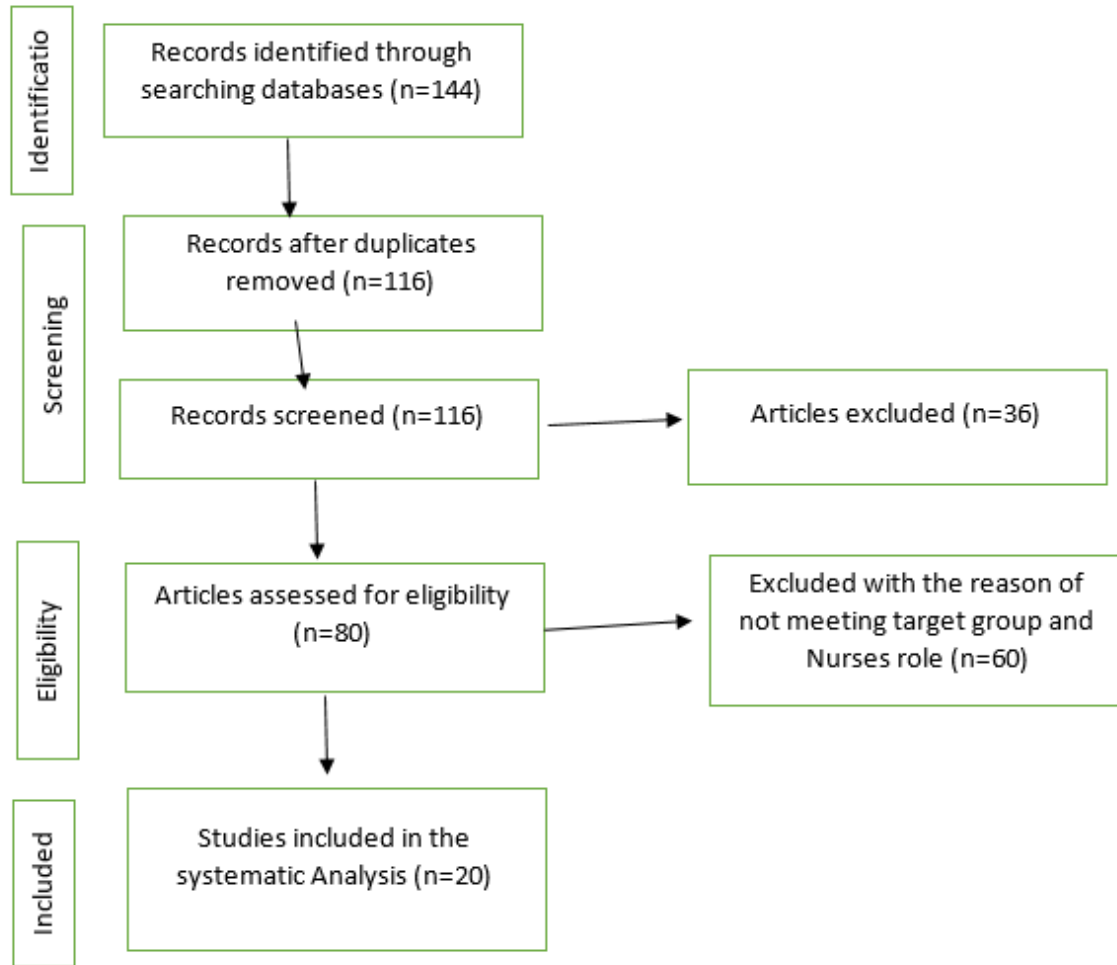 Identificatio
Records identified through
searching databases (n=144)
Screening
Records after duplicates
removed (n=116)
Records screened (n=116)
Articles excluded (n=36)
Eligibility
Articles assessed for eligibility
(n=80)
Excluded with the reason of
not meeting target group and
Nurses role (n=60)
Included
Studies included in the
systematic Analysis (n=20)